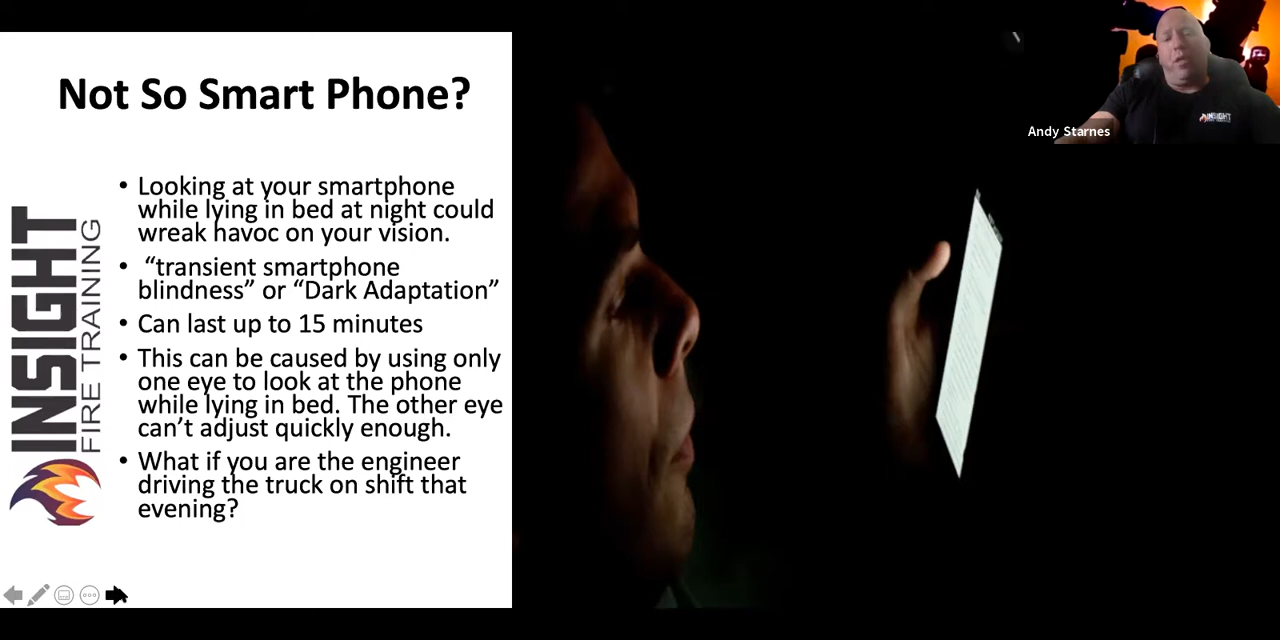 Not So Smart Phone?
• Looking at your smartphone
while lying in bed at night could
wreak havoc on your vision.
• “transient smartphone
blindness” or “Dark Adaptation”
• Can last up to 15 minutes
• This can be caused by using only
one eye to look at the phone
while lying in bed. The other eye
can’t adjust quickly enough.
• What if you are the engineer
driving the truck on shift that
evening?
INSIGHT
FIRE TRAINING
Andy Starnes
INSIGHT